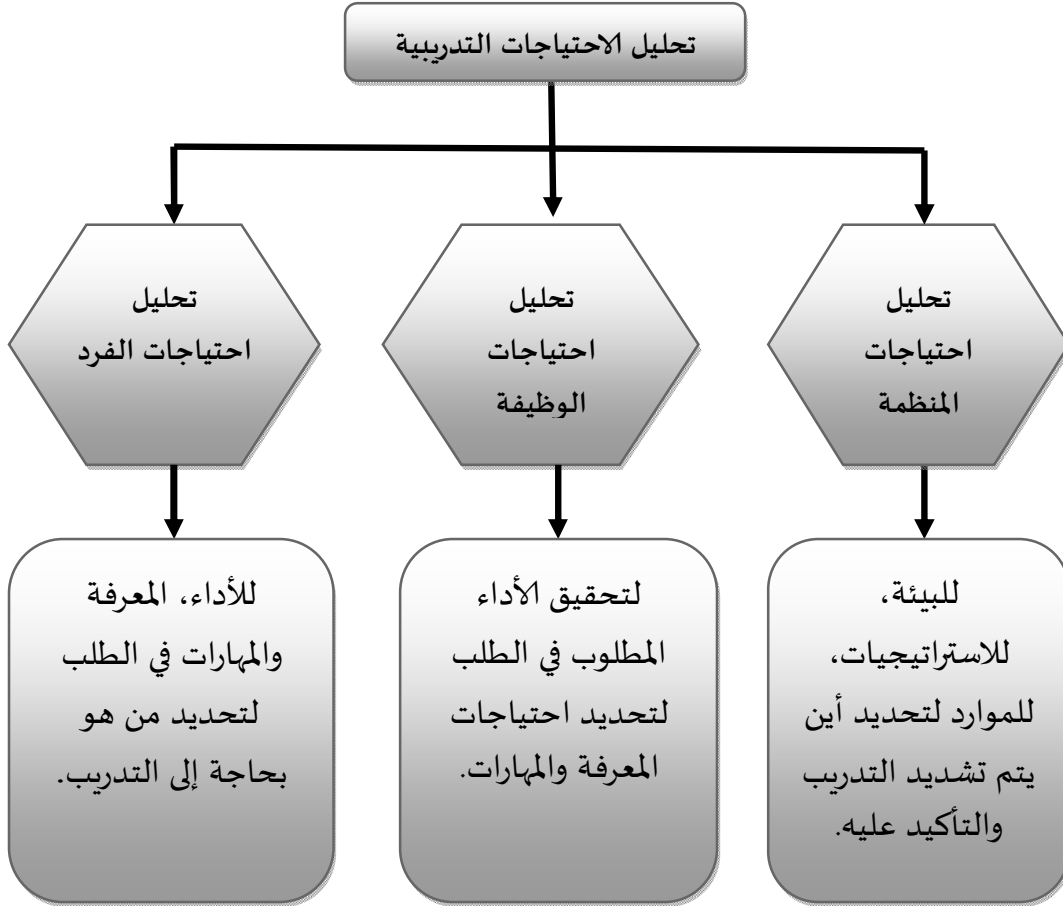 تحليل الاحتياجات التدريبية
تحليل
احتياجات
المنظمة
تحليل
احتياجات
الوظيفة
تحليل
احتياجات الفرد
للبيئة،
للاستراتيجيات،
للموارد لتحديد أين
يتم تشديد التدريب
والتأكيد عليه.
لتحقيق الأداء
المطلوب في الطلب
لتحديد احتياجات
المعرفة والمهارات.
للأداء، المعرفة
والمهارات في الطلب
لتحديد من هو
بحاجة إلى التدريب.